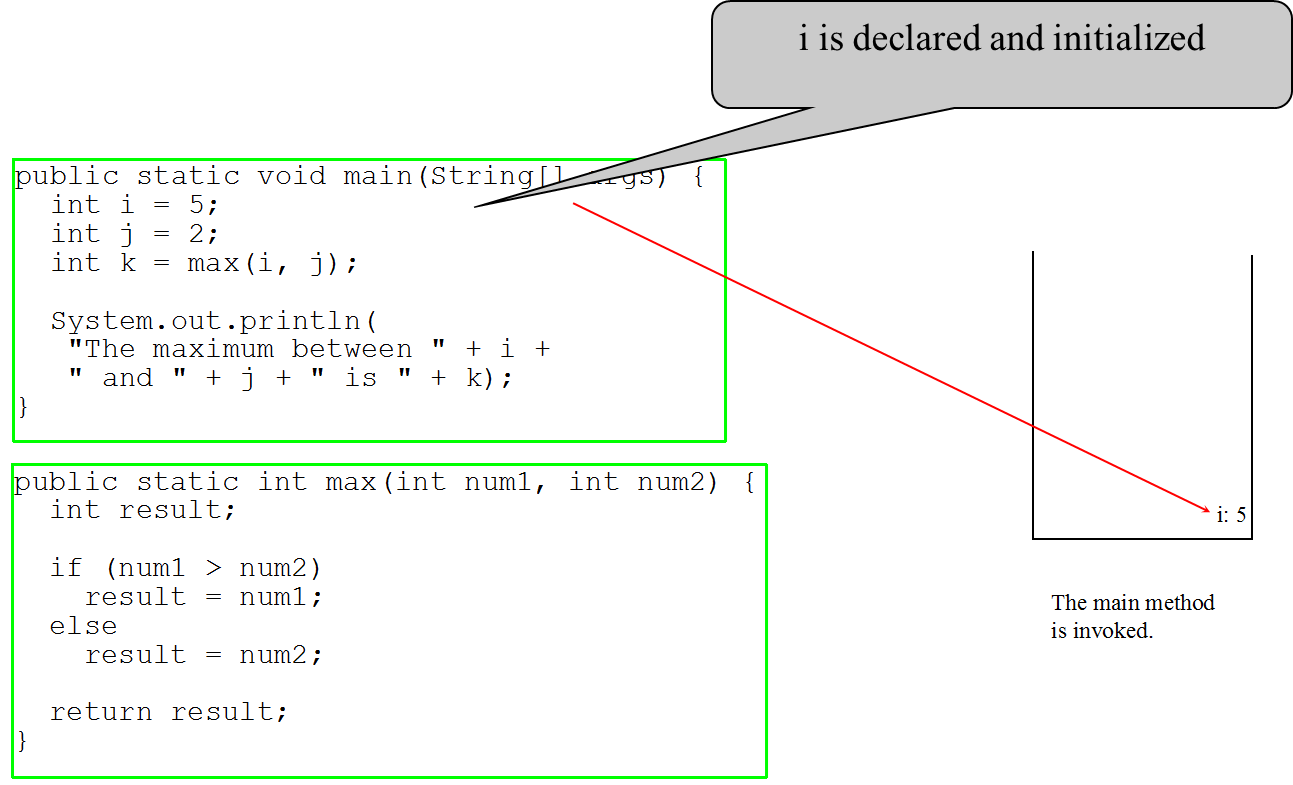 i is declared and initialized
public static void main(String[] args) {
  int i = 5;
  int j = 2;
  int k = max(i, j);
  System.out.println(
   "The maximum between " + i +
   " and " + j + " is " + k);
}
public static int max(int num1, int num2) {
  int result;
  if (num1 > num2)
    result = num1;
  else
    result = num2;
  return result;
}
i: 5
The main method
is invoked.